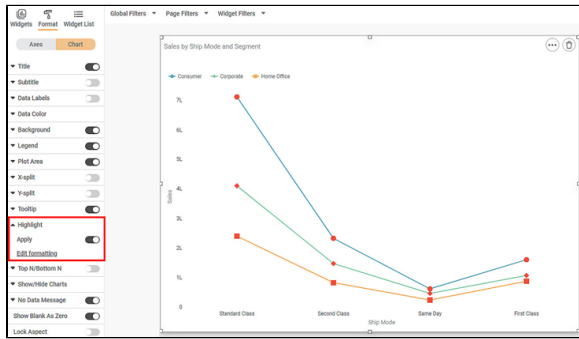 Global Filters Page Filters Widget Filters
Widgets Format Widget List
Axes Chart
Title
Subtitle
Data Labels
Data Color
Background
Legend
Plot Area
X-split
Y-split
Tooltip
Highlight
Apply
Edit formatting
Top N/Bottom N
Show/Hide Charts
No Data Message
Show Blank As Zero
Lock Aspect
Sales by Ship Mode and Segment
Consumer Corporate Home Office
7L
6L
5L
4L
3L
2L
1L
0
Sales
Standard Class Second Class Same Day First Class
Ship Mode